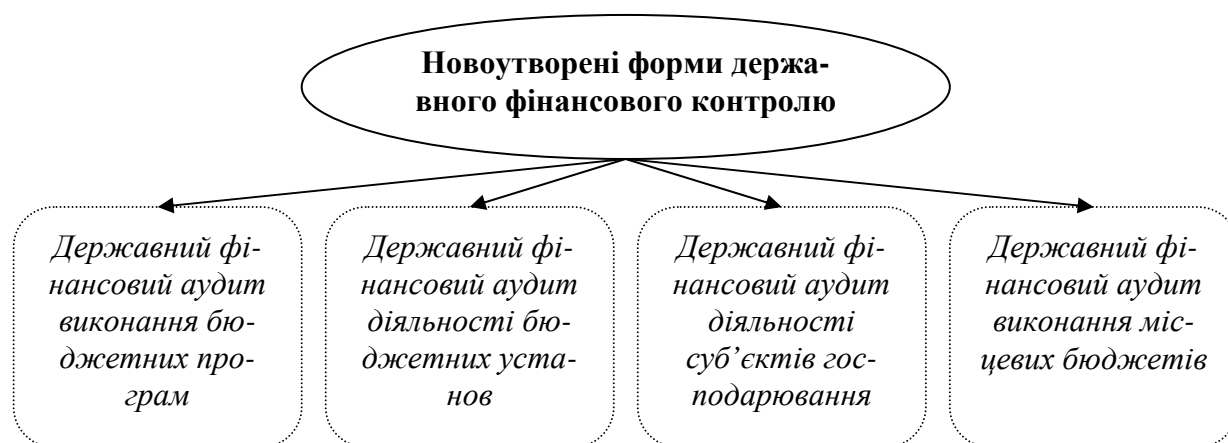 Новоутворені форми держа-
вного фінансового контролю
Державний фі-
нансовий аудит
виконання бю-
джетних про-
грам
Державний фі-
нансовий аудит
діяльності бю-
джетних уста-
нов
Державний фі-
нансовий аудит
діяльності
суб’єктів гос-
подарювання
Державний фі-
нансовий аудит
виконання міс-
цевих бюджетів